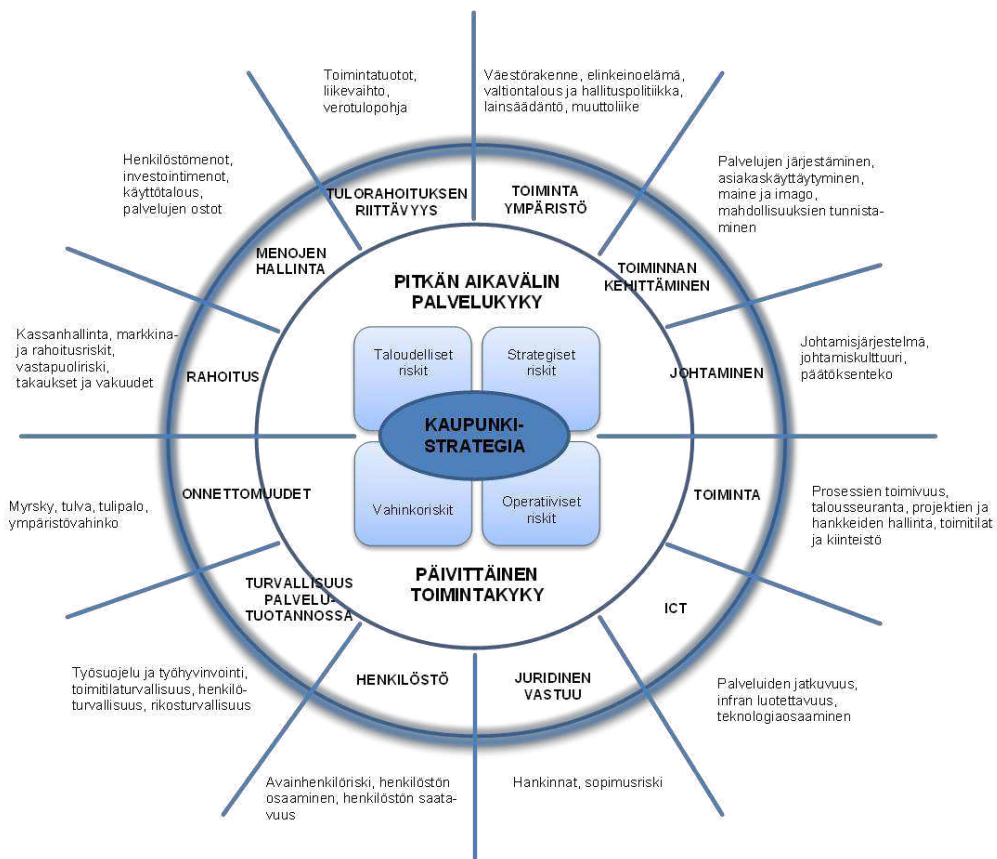 Toimintatuotot,
liikevaihto,
verotulopohja
Väestörakenne, elinkeinoelämä,
valtiontalous ja hallituspolitiikka,
lainsäädäntö, muuttoliike
Henkilöstömenot,
investointimenot,
käyttötalous,
palvelujen ostot
Palvelujen järjestäminen,
asiakaskäyttäytyminen,
maine ja imago,
mahdollisuuksien tunnista-
minen
TULORAHOITUKSEN
RIITTÄVYYS
TOIMINTA
YMPÄRISTÖ
MENOJEN
HALLINTA
TOIMINNAN
KEHITTÄMINEN
PITKÄN AIKAVÄLIN
PALVELUKYKY
Kassanhallinta, markkina-
ja rahoitusriskit,
vastapuoliriski,
takaukset ja vakuudet
RAHOITUS
Taloudelliset
riskit
Strategiset
riskit
JOHTAMINEN
Johtamisjärjestelmä,
johtamiskulttuuri,
päätöksenteko
KAUPUNKI-
STRATEGIA
Myrsky, tulva, tulipalo,
ympäristövahinko
ONNETTOMUUDET
Vahinkoriskit
Operatiiviset
riskit
TOIMINTA
Prosessien toimivuus,
talousseuranta, projektien ja
hankkeiden hallinta, toimitilat
ja kiinteistö
PÄIVITTÄINEN
TOIMINTAKYKY
TURVALLISUUS
PALVELU-
TUOTANNOSSA
ICT
HENKILÖSTÖ
JURIDINEN
VASTUU
Työsuojelu ja työhyvinvointi,
toimitilaturvallisuus, henkilö-
turvallisuus, rikosturvallisuus
Palveluiden jatkuvuus,
infran luotettavuus,
teknologiaosaaminen
Avainhenkilöriski, henkilöstön
osaaminen, henkilöstön saata-
vuus
Hankinnat, sopimusriski